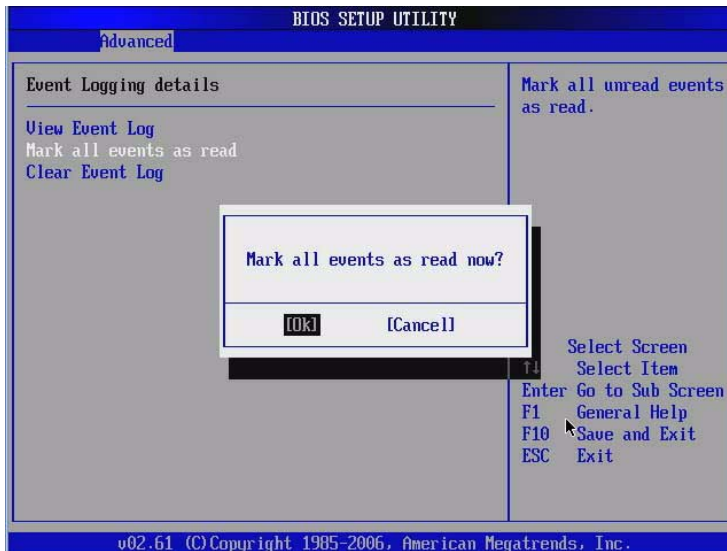 BIOS SETUP UTILITY
Advanced
Event Logging details
View Event Log
Mark all events as read
Clear Event Log
Mark all unread events
as read.
Mark all events as read now?
[Ok] [Cancel]
Select Screen
↑↓ Select Item
Enter Go to Sub Screen
F1 General Help
F10 Save and Exit
ESC Exit
v02.61 (C)Copyright 1985-2006, American Megatrends, Inc.